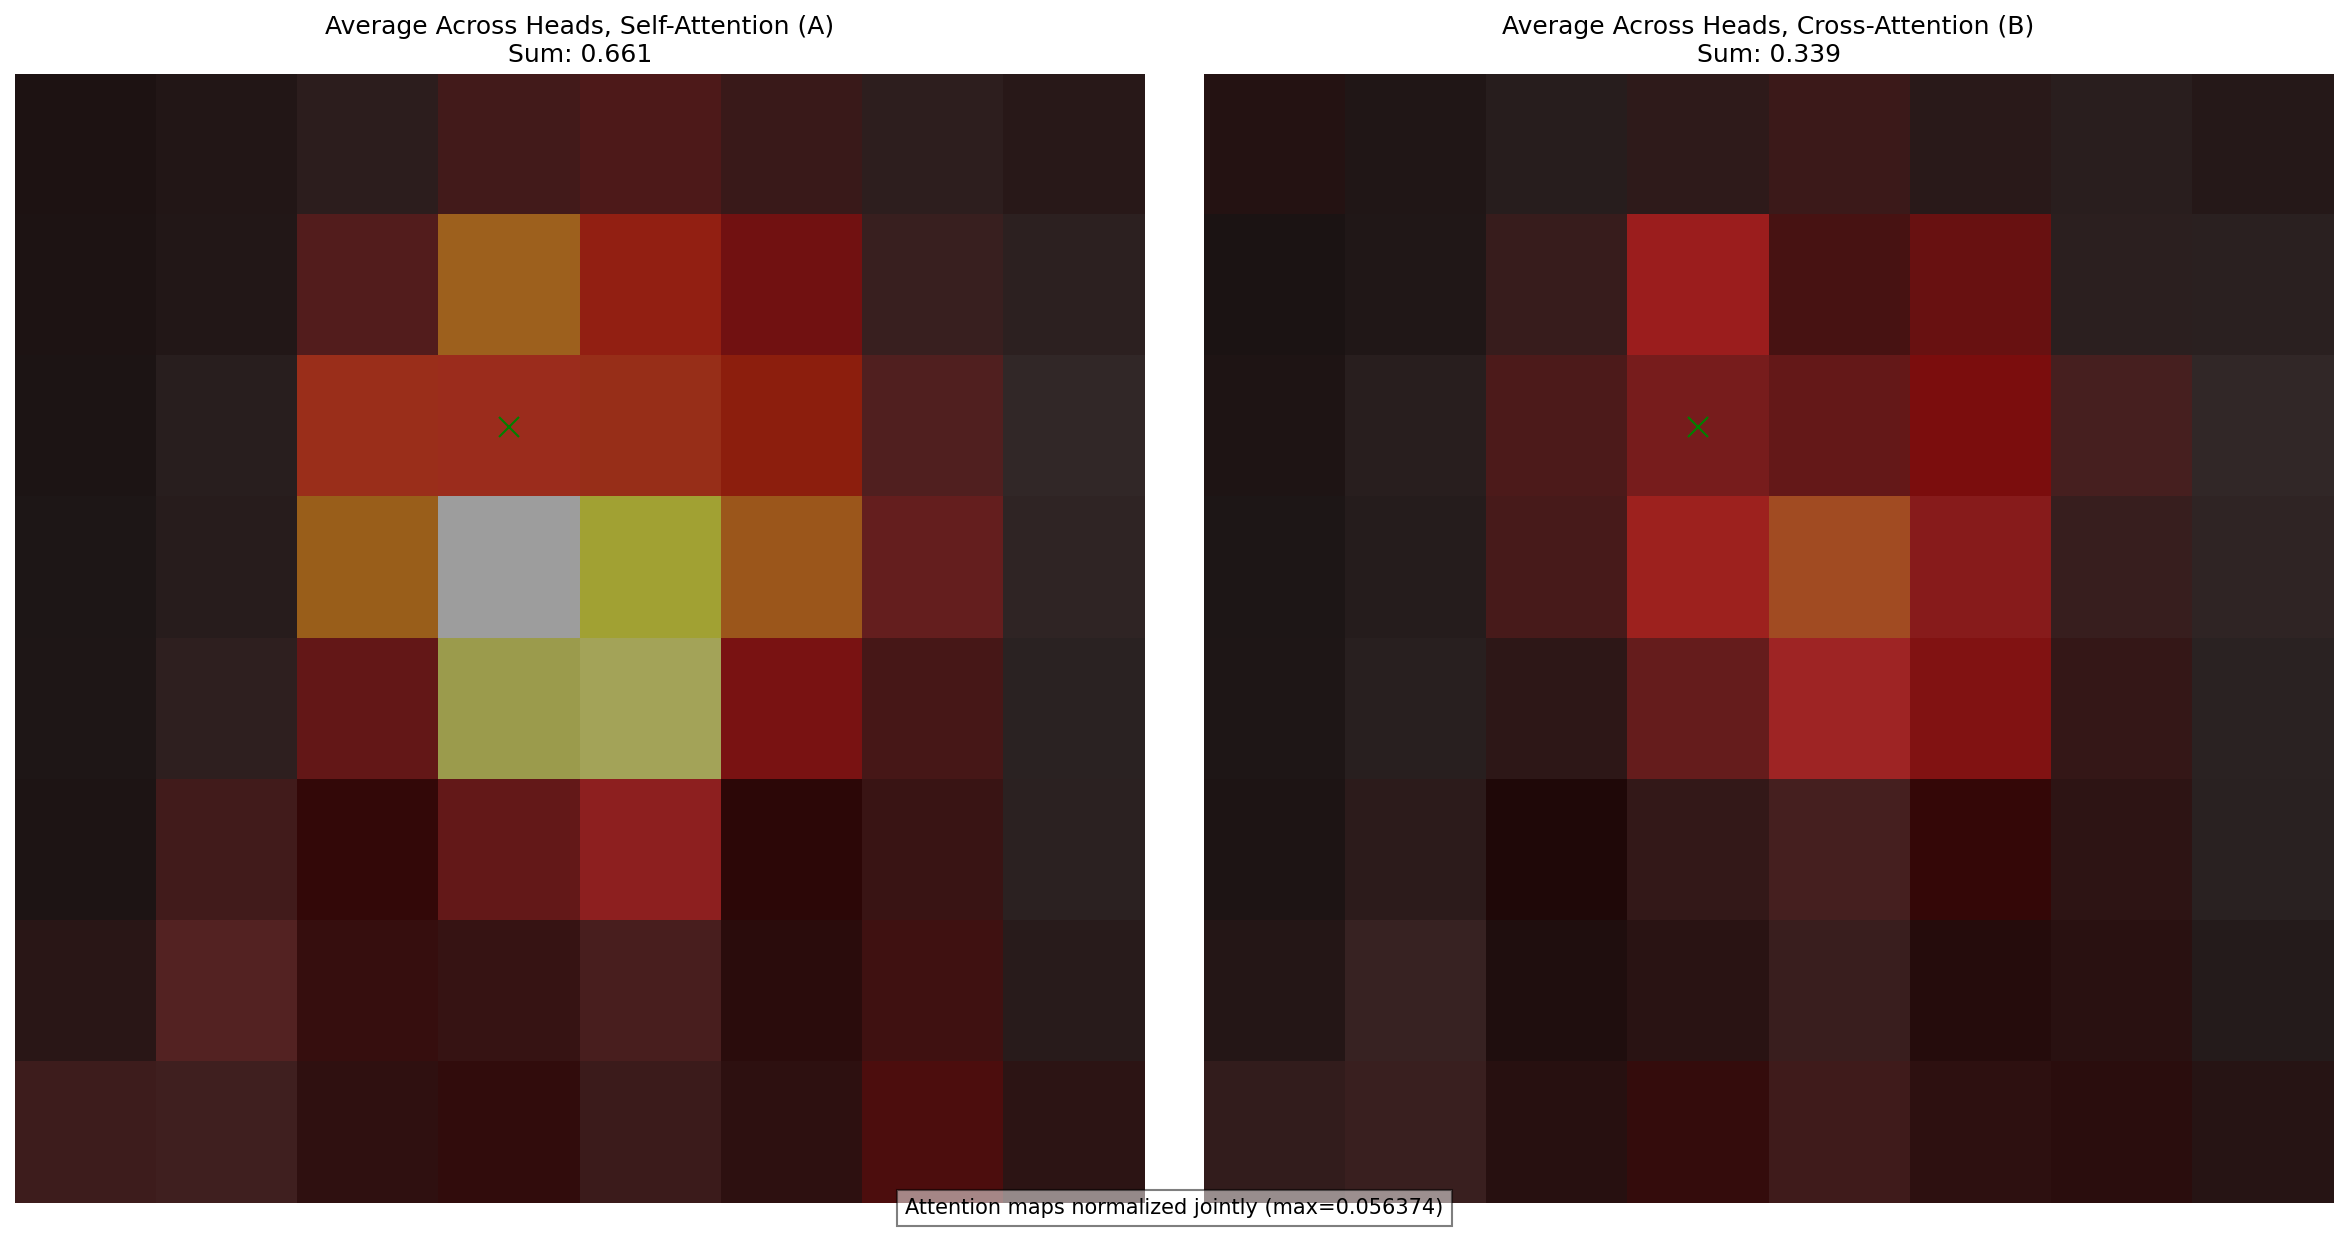 Average Across Heads, Self-Attention (A)
Sum: 0.661
Average Across Heads, Cross-Attention (B)
Sum: 0.339
Attention maps normalized jointly (max=0.056374)